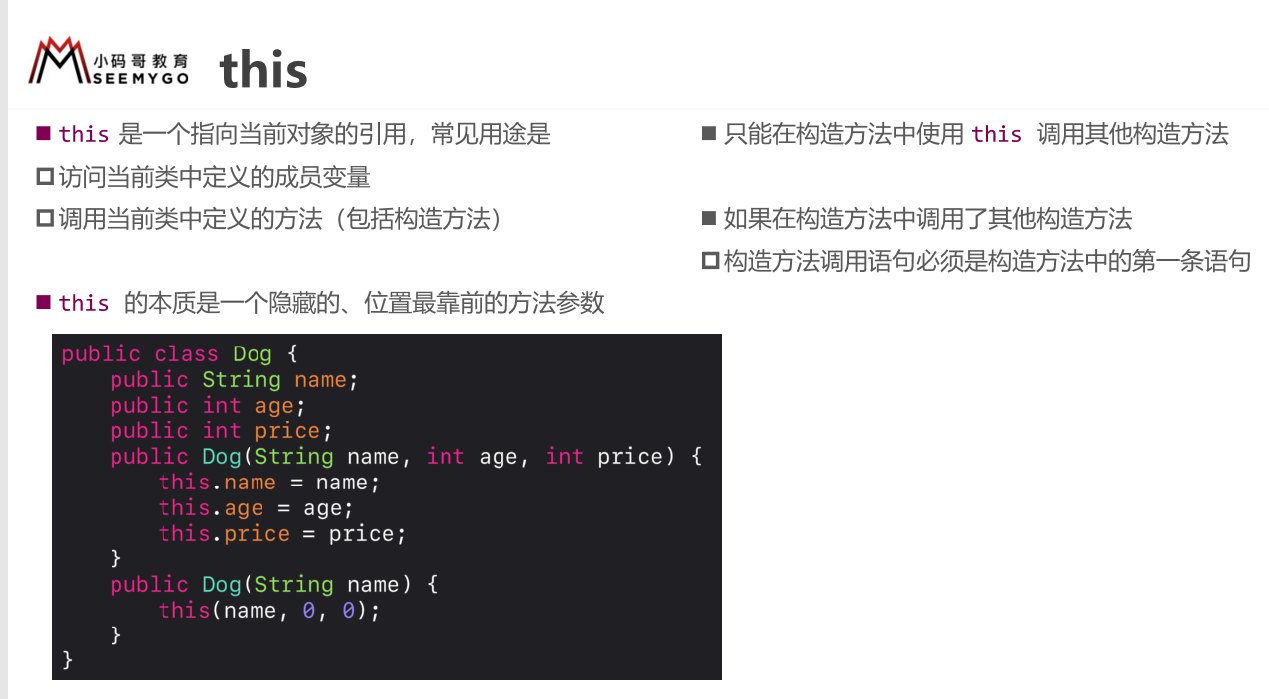 小码哥教育
SEEMYGO
this
this 是一个指向当前对象的引用，常见用途是
访问当前类中定义的成员变量
调用当前类中定义的方法（包括构造方法）
this 的本质是一个隐藏的、位置最靠前的方法参数
只能在构造方法中使用 this 调用其他构造方法
如果在构造方法中调用了其他构造方法
构造方法调用语句必须是构造方法中的第一条语句
public class Dog {
    public String name;
    public int age;
    public int price;
    public Dog(String name, int age, int price) {
        this.name = name;
        this.age = age;
        this.price = price;
    }
    public Dog(String name) {
        this(name, 0, 0);
    }
}